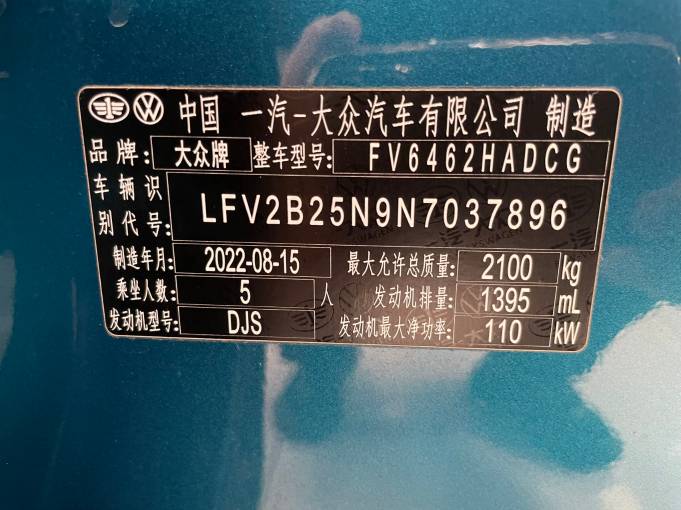 中国 一汽-大众汽车有限公司 制造
品牌: 大众牌 整车型号: FV6462HADCG
车辆识别代号: LFV2B25N9N7037896
制造年月: 2022-08-15 最大允许总质量: 2100 kg
乘坐人数: 5 人 发动机排量: 1395 mL
发动机型号: DJS 发动机最大净功率: 110 kW